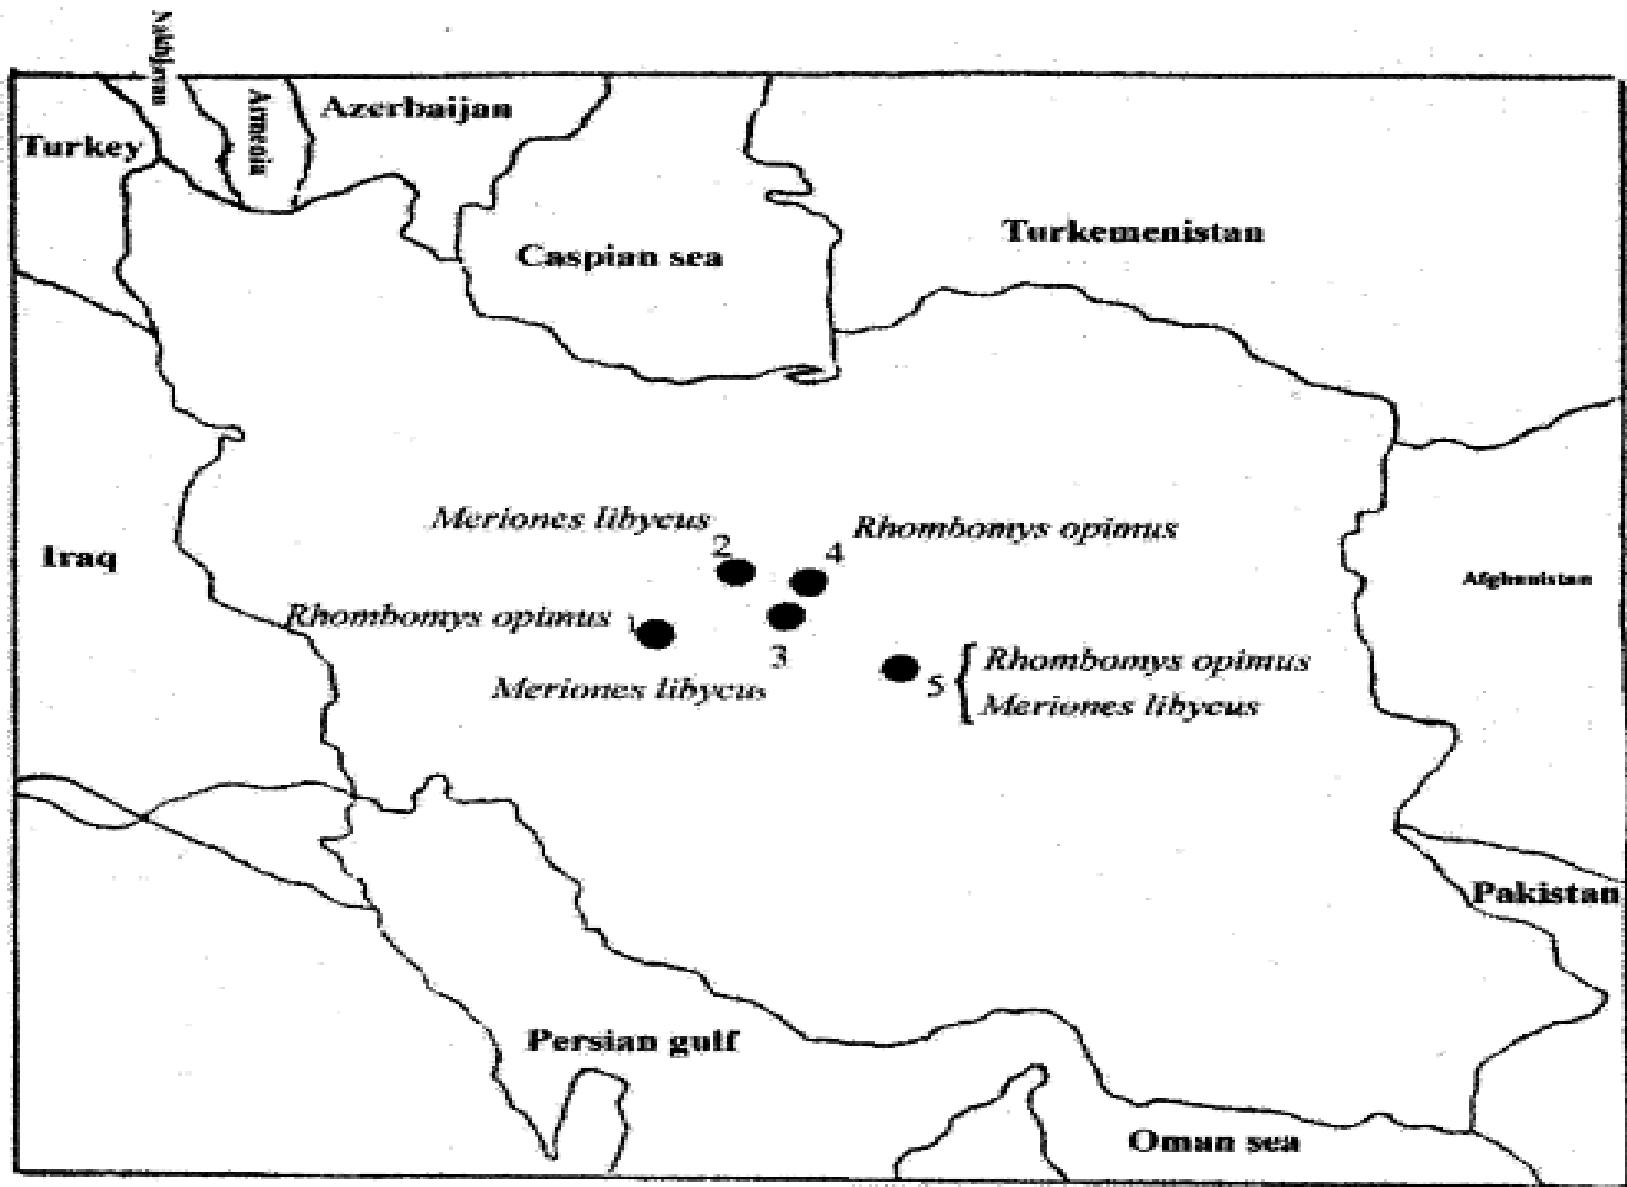 Nakhjavan
Armenia
Azerbaijan
Turkey
Turkemenistan
Caspian sea
Meriones libycus
2
Rhombomys opimus
4
Iraq
Afghanistan
Rhombomys opimus 1
3
Meriones libycus
5 { Rhombomys opimus
Meriones libycus
Pakistan
Persian gulf
Oman sea